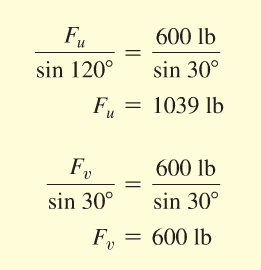 F_u / sin 120° = 600 lb / sin 30°
F_u = 1039 lb
F_v / sin 30° = 600 lb / sin 30°
F_v = 600 lb